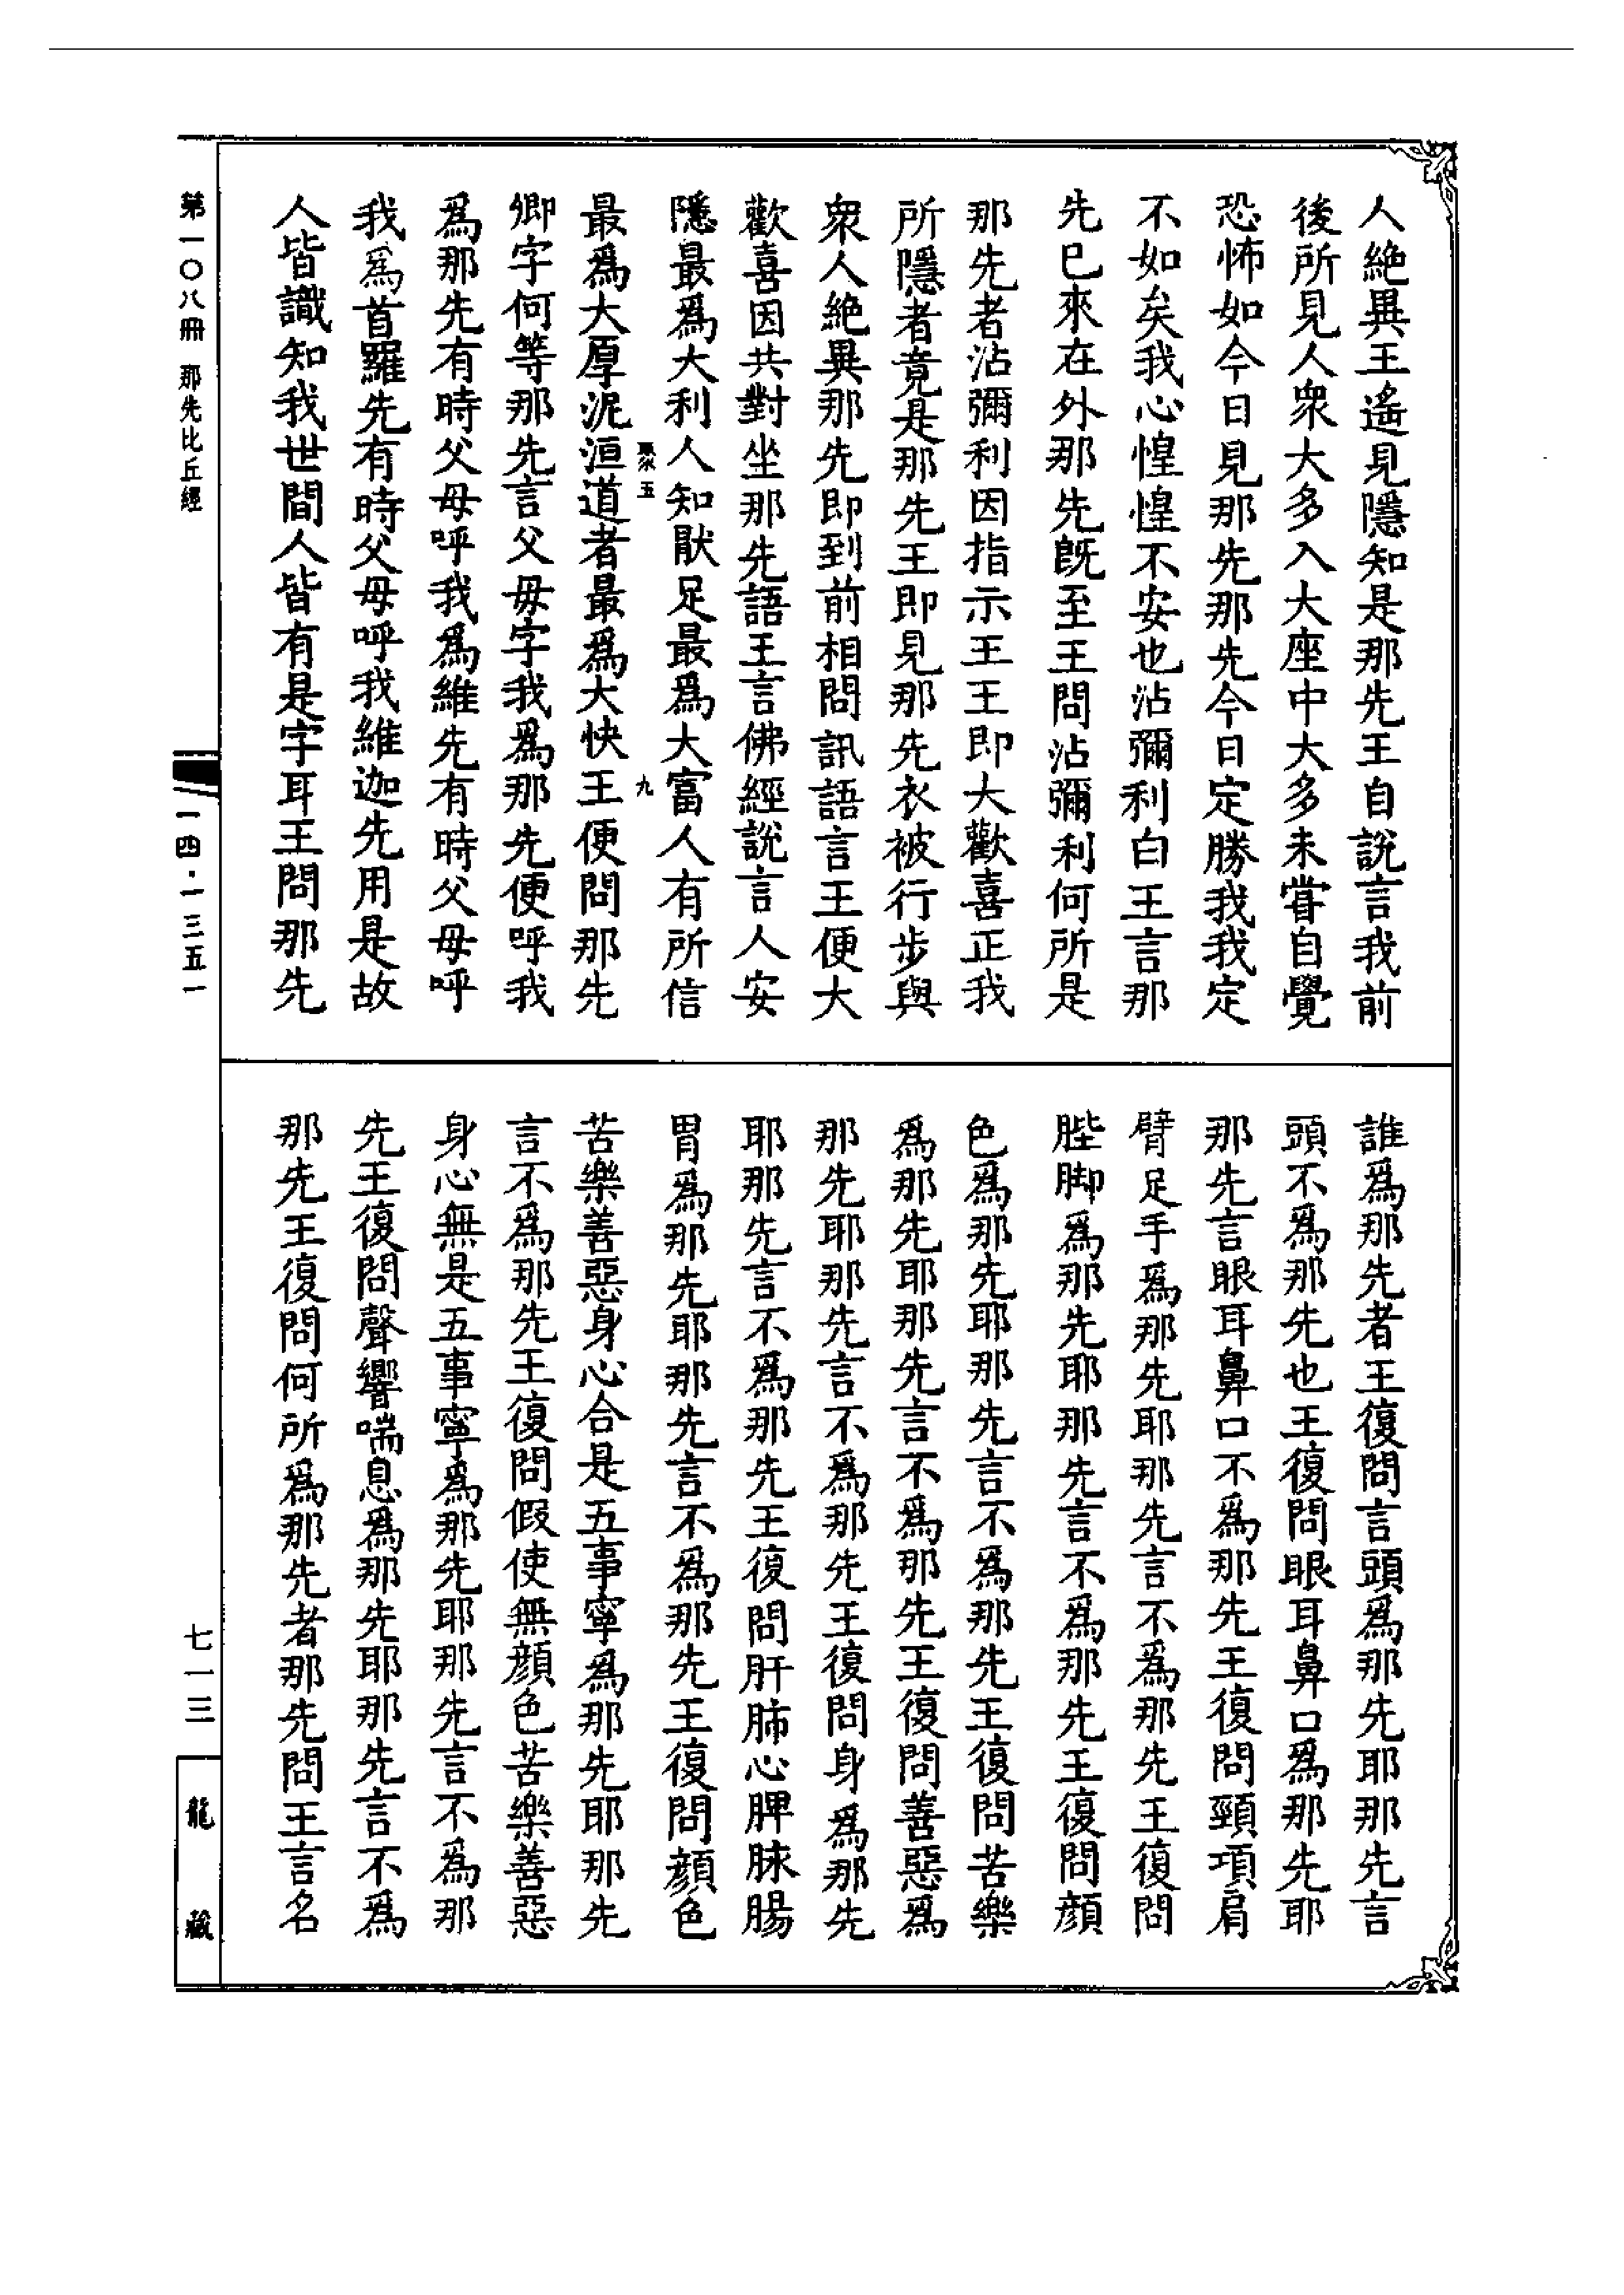 人絶異王遙見隱知是那先王自說言我前
後所見人衆大多入大座中大多未甞自覺
恐怖如今日見那先那先今日定勝我我定
不如矣我心惶惶不安也沾彌利白王言那
先已來在外那先旣至王問沾彌利何所是
那先者沾彌利因指示王王即大歡喜正我
所隱者竟是那先王即見那先衣被行步與
衆人絶異那先即到前相問訊語言王便大
歡喜因共對坐那先語王言佛經說言人安
隱最爲大利人知猒足最爲大富人有所信
最爲大厚泥洹道者最爲大快王便問那先
卿字何等那先言父母字我爲那先便呼我
爲那先有時父母呼我爲維先有時父母呼
我爲首羅先有時父母呼我維迦先用是故
人皆識知我世間人皆有是字耳王問那先
誰爲那先者王復問言頭爲那先耶那先言
頭不爲那先也王復問眼耳鼻口爲那先耶
那先言眼耳鼻口不爲那先王復問頸項肩
臂足手爲那先耶那先言不爲那先王復問
䏶脚爲那先耶那先言不爲那先王復問顔
色爲那先耶那先言不爲那先王復問苦樂
爲那先耶那先言不爲那先王復問善惡爲
那先耶那先言不爲那先王復問身爲那先
耶那先言不爲那先王復問肝肺心脾脉腸
胃爲那先耶那先言不爲那先王復問顔色
苦樂善惡身心合是五事寧爲那先耶那先
言不爲那先王復問假使無顔色苦樂善惡
身心無是五事寧爲那先耶那先言不爲那
先王復問聲響喘息爲那先耶那先言不爲
那先王復問何所爲那先者那先問王言名
第一〇八冊 那先比丘經
一四·一三五一
七一三
龍藏